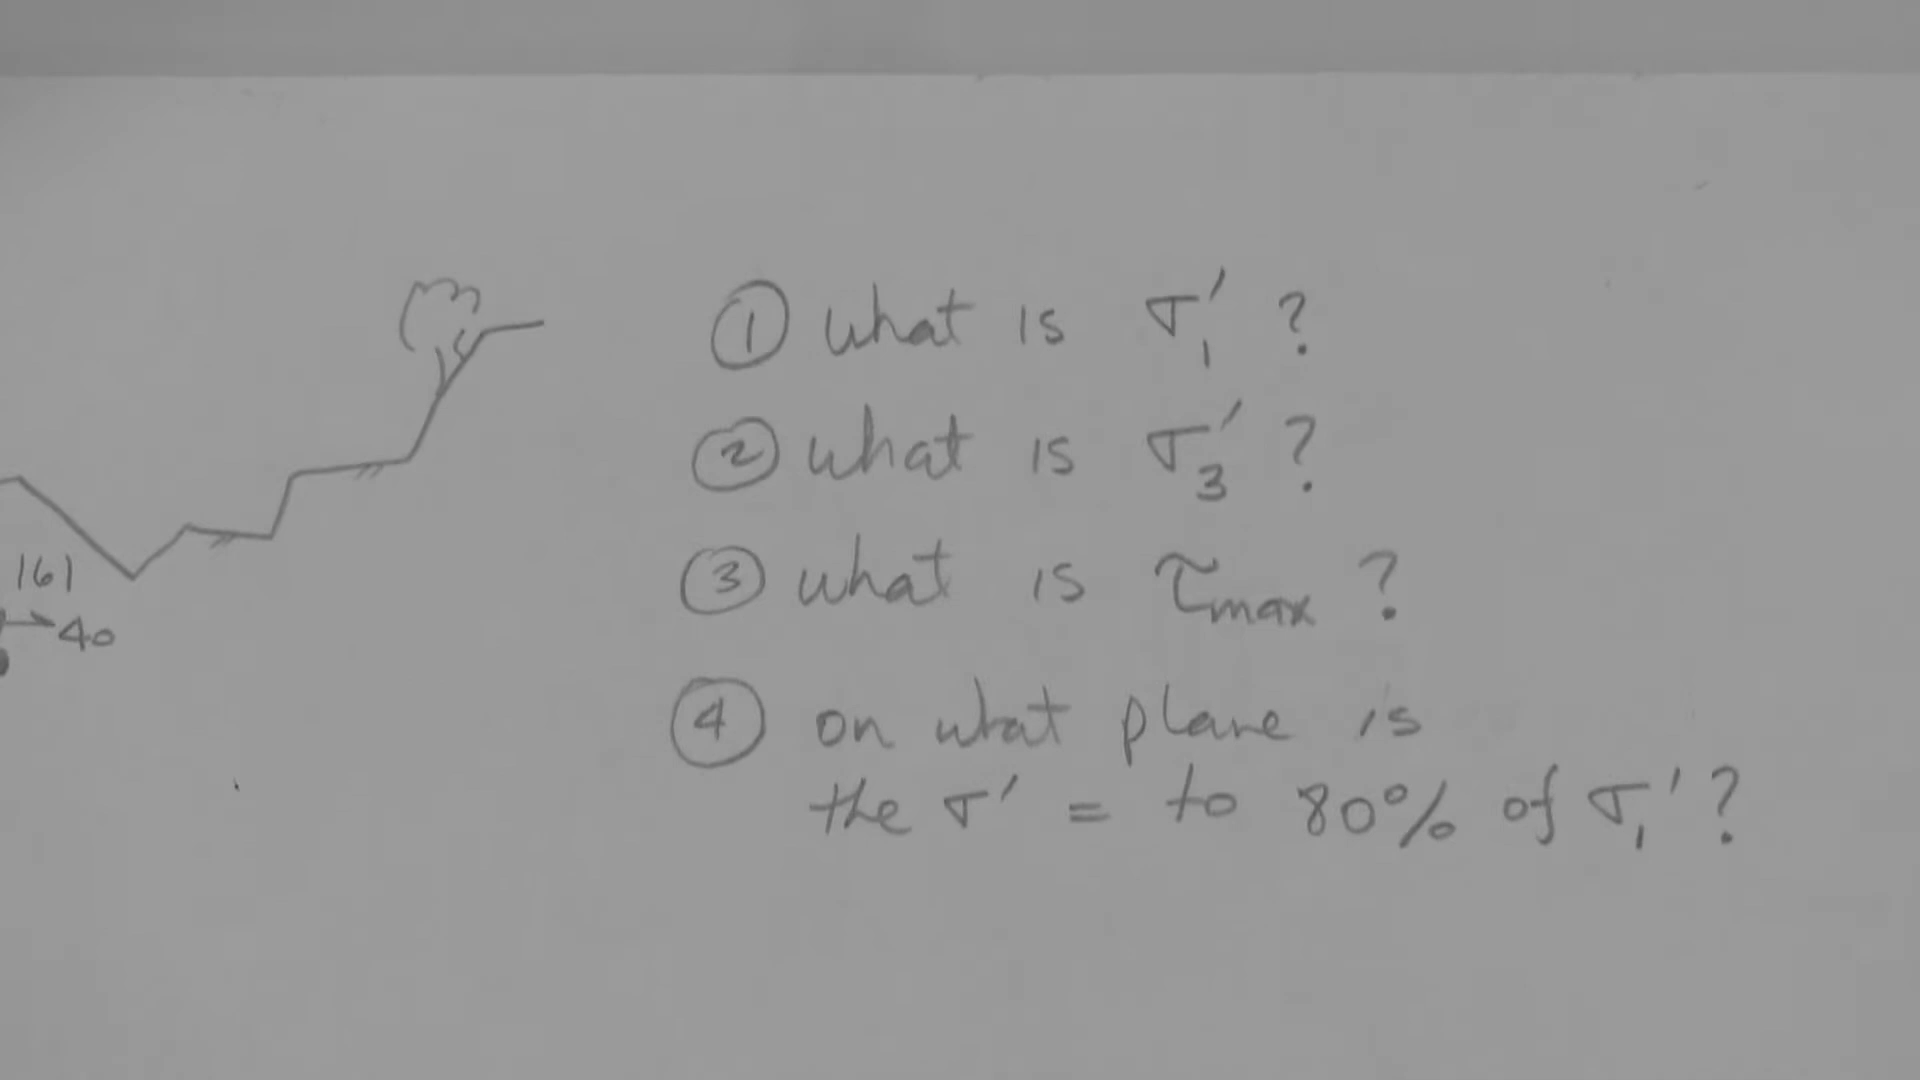 ① what is σ₁' ?
② what is σ₃' ?
161
③ what is τmax ?
40
④ on what plane is
the σ' = to 80% of σ₁' ?